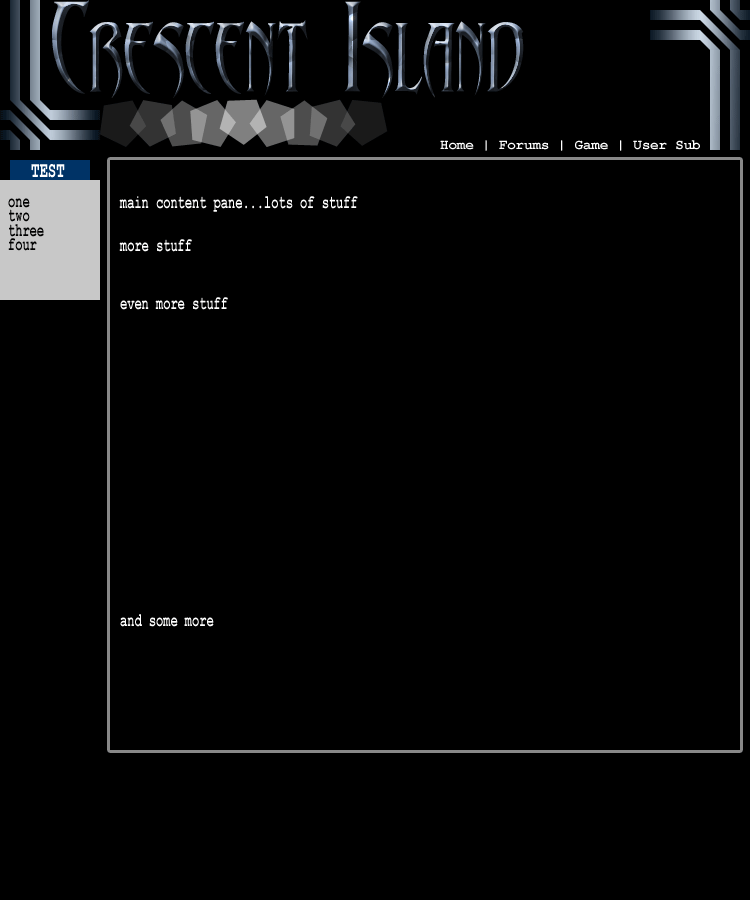 Crescent Island
Home | Forums | Game | User Sub
TEST
one
two
three
four
main content pane...lots of stuff
more stuff
even more stuff
and some more